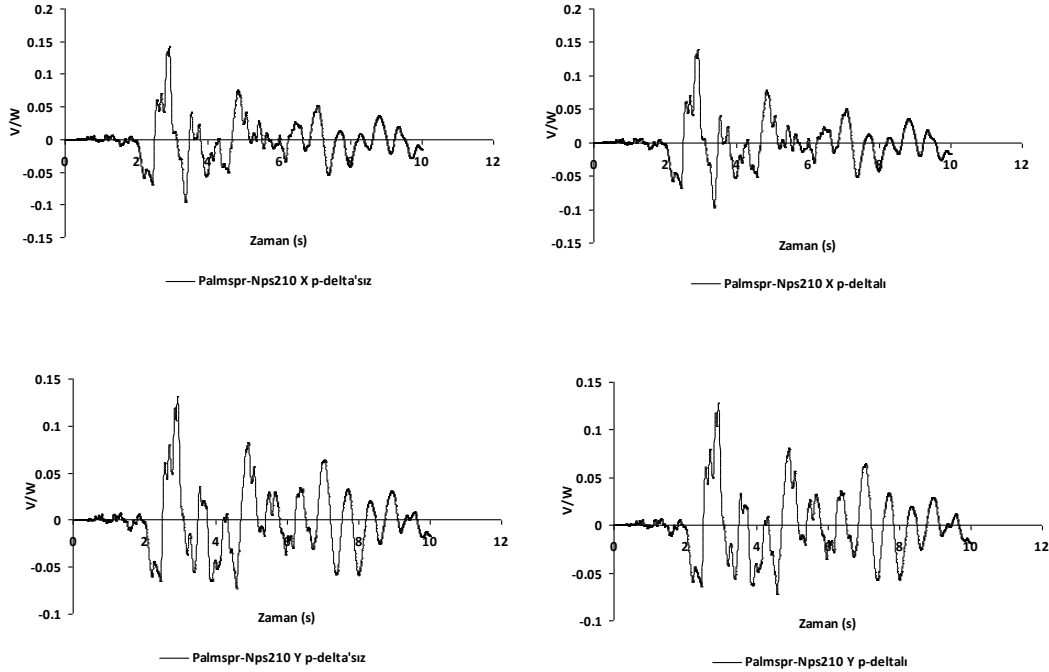 0.2
0.15
0.1
0.05
0
-0.05
-0.1
-0.15
0 2 4 6 8 10 12
V/W
Zaman (s)
Palmspr-Nps210 X p-delta'sız
0.2
0.15
0.1
0.05
0
-0.05
-0.1
-0.15
0 2 4 6 8 10 12
V/W
Zaman (s)
Palmspr-Nps210 X p-deltalı
0.15
0.1
0.05
0
-0.05
-0.1
0 2 4 6 8 10 12
V/W
Zaman (s)
Palmspr-Nps210 Y p-delta'sız
0.15
0.1
0.05
0
-0.05
-0.1
0 2 4 6 8 10 12
V/W
Zaman (s)
Palmspr-Nps210 Y p-deltalı